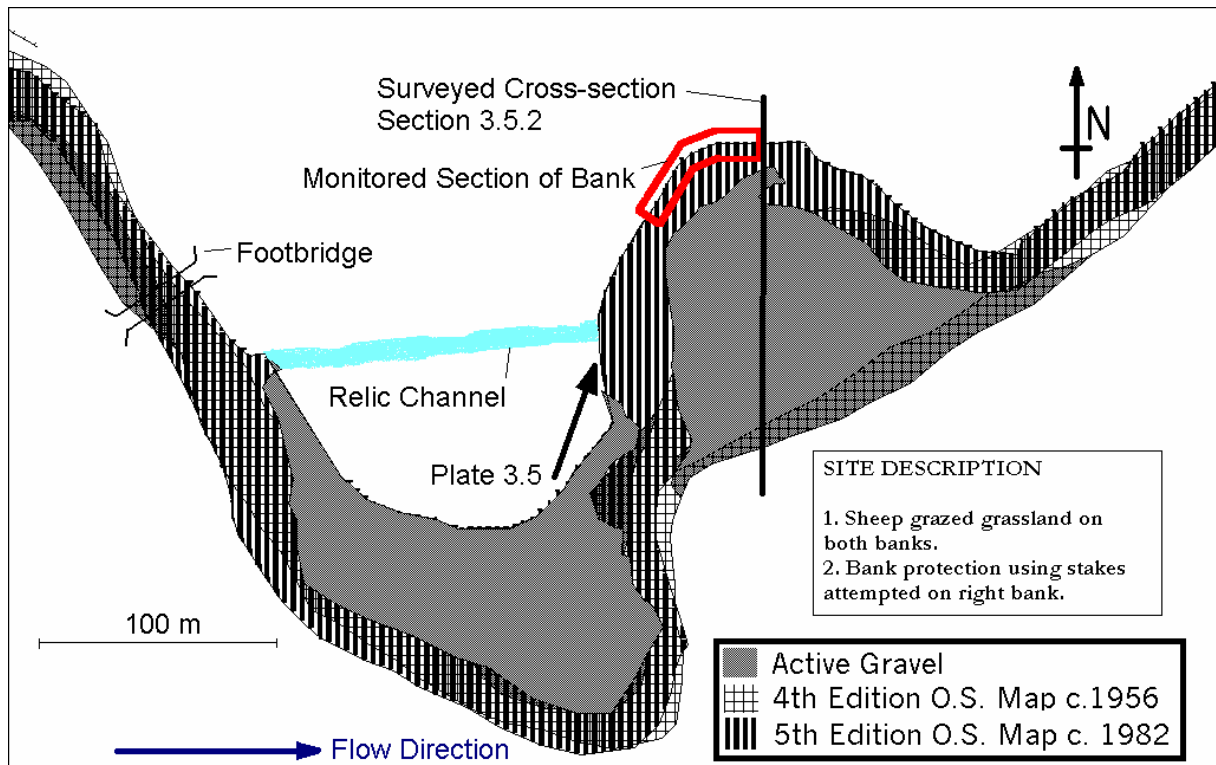 Surveyed Cross-section
Section 3.5.2
N
Monitored Section of Bank
Footbridge
Relic Channel
Plate 3.5
SITE DESCRIPTION
1. Sheep grazed grassland on
both banks.
2. Bank protection using stakes
attempted on right bank.
100 m
Active Gravel
4th Edition O.S. Map c.1956
5th Edition O.S. Map c. 1982
Flow Direction